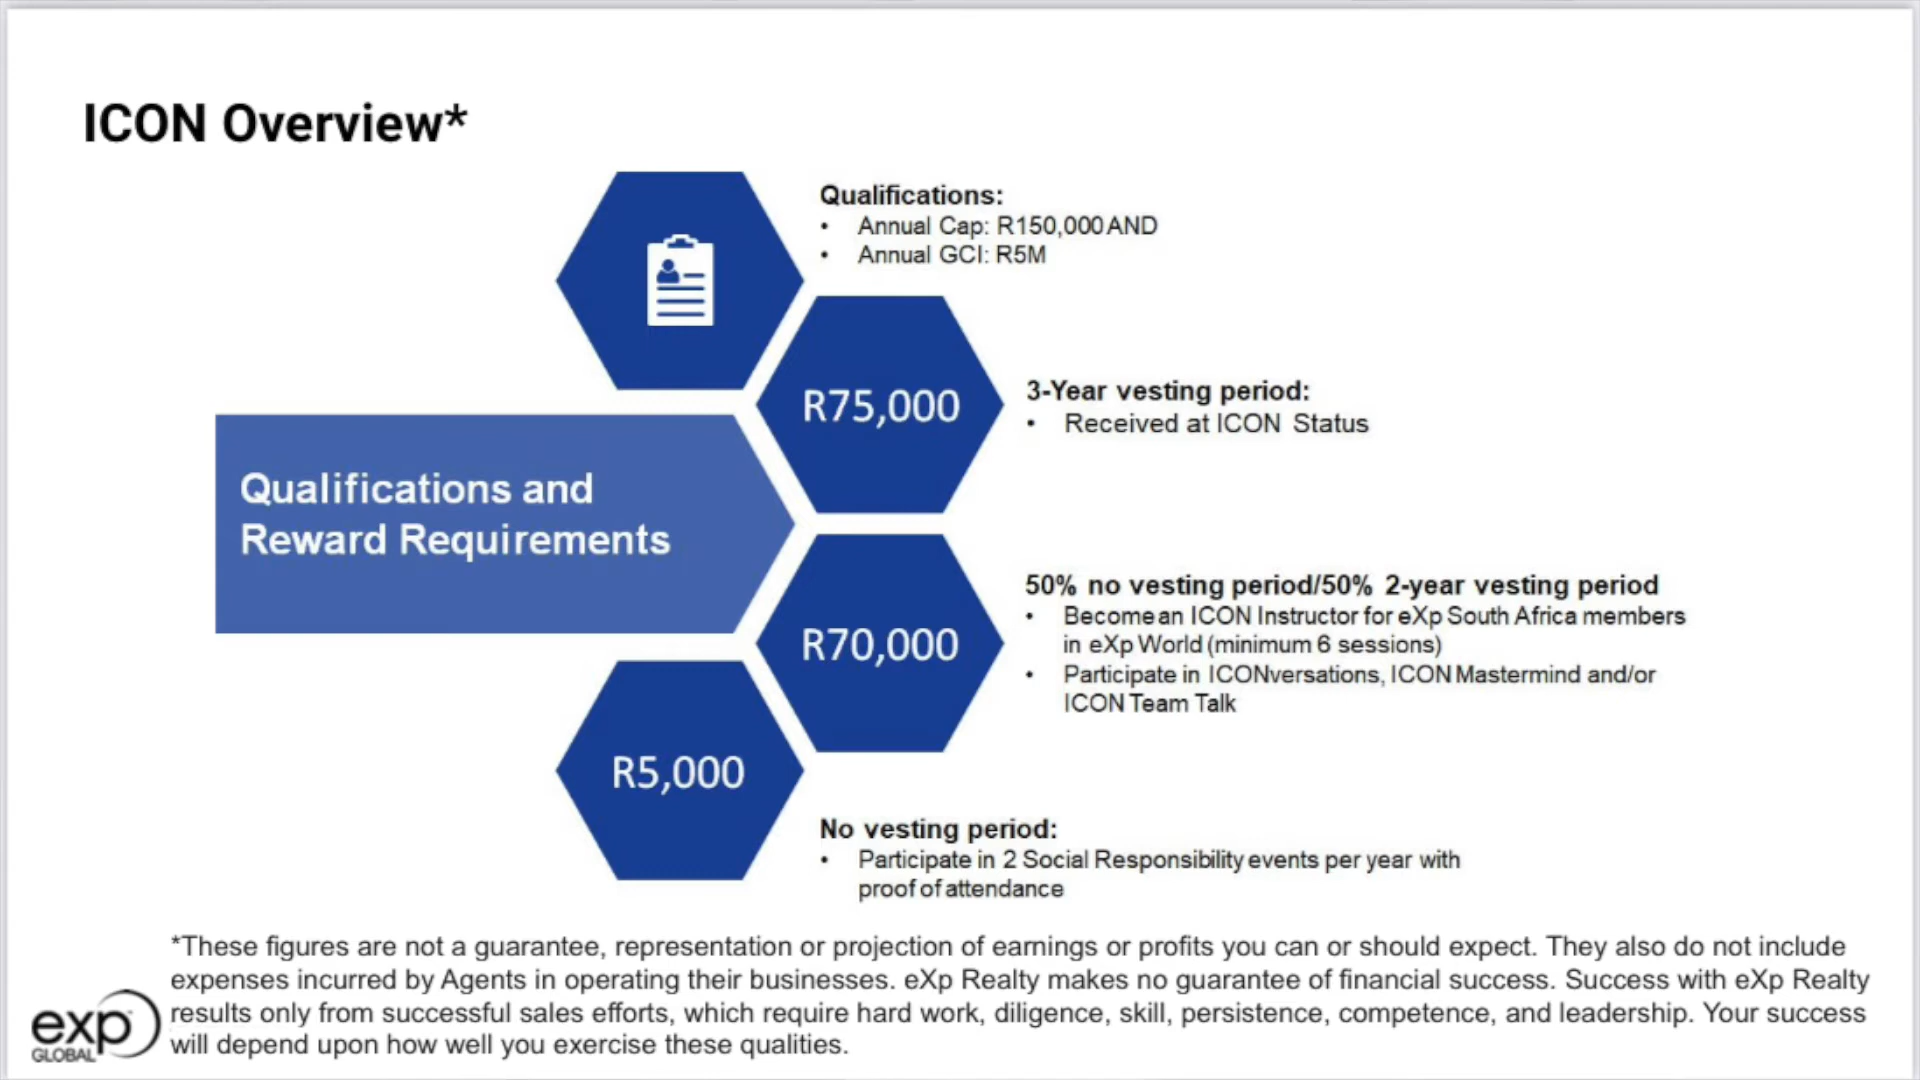 ICON Overview*
Qualifications:
• Annual Cap: R150,000 AND
• Annual GCI: R5M
R75,000
3-Year vesting period:
• Received at ICON Status
Qualifications and
Reward Requirements
R70,000
50% no vesting period/50% 2-year vesting period
• Become an ICON Instructor for eXp South Africa members
in eXp World (minimum 6 sessions)
• Participate in ICONversations, ICON Mastermind and/or
ICON Team Talk
R5,000
No vesting period:
• Participate in 2 Social Responsibility events per year with
proof of attendance
*These figures are not a guarantee, representation or projection of earnings or profits you can or should expect. They also do not include
expenses incurred by Agents in operating their businesses. eXp Realty makes no guarantee of financial success. Success with eXp Realty
results only from successful sales efforts, which require hard work, diligence, skill, persistence, competence, and leadership. Your success
will depend upon how well you exercise these qualities.
exp
GLOBAL